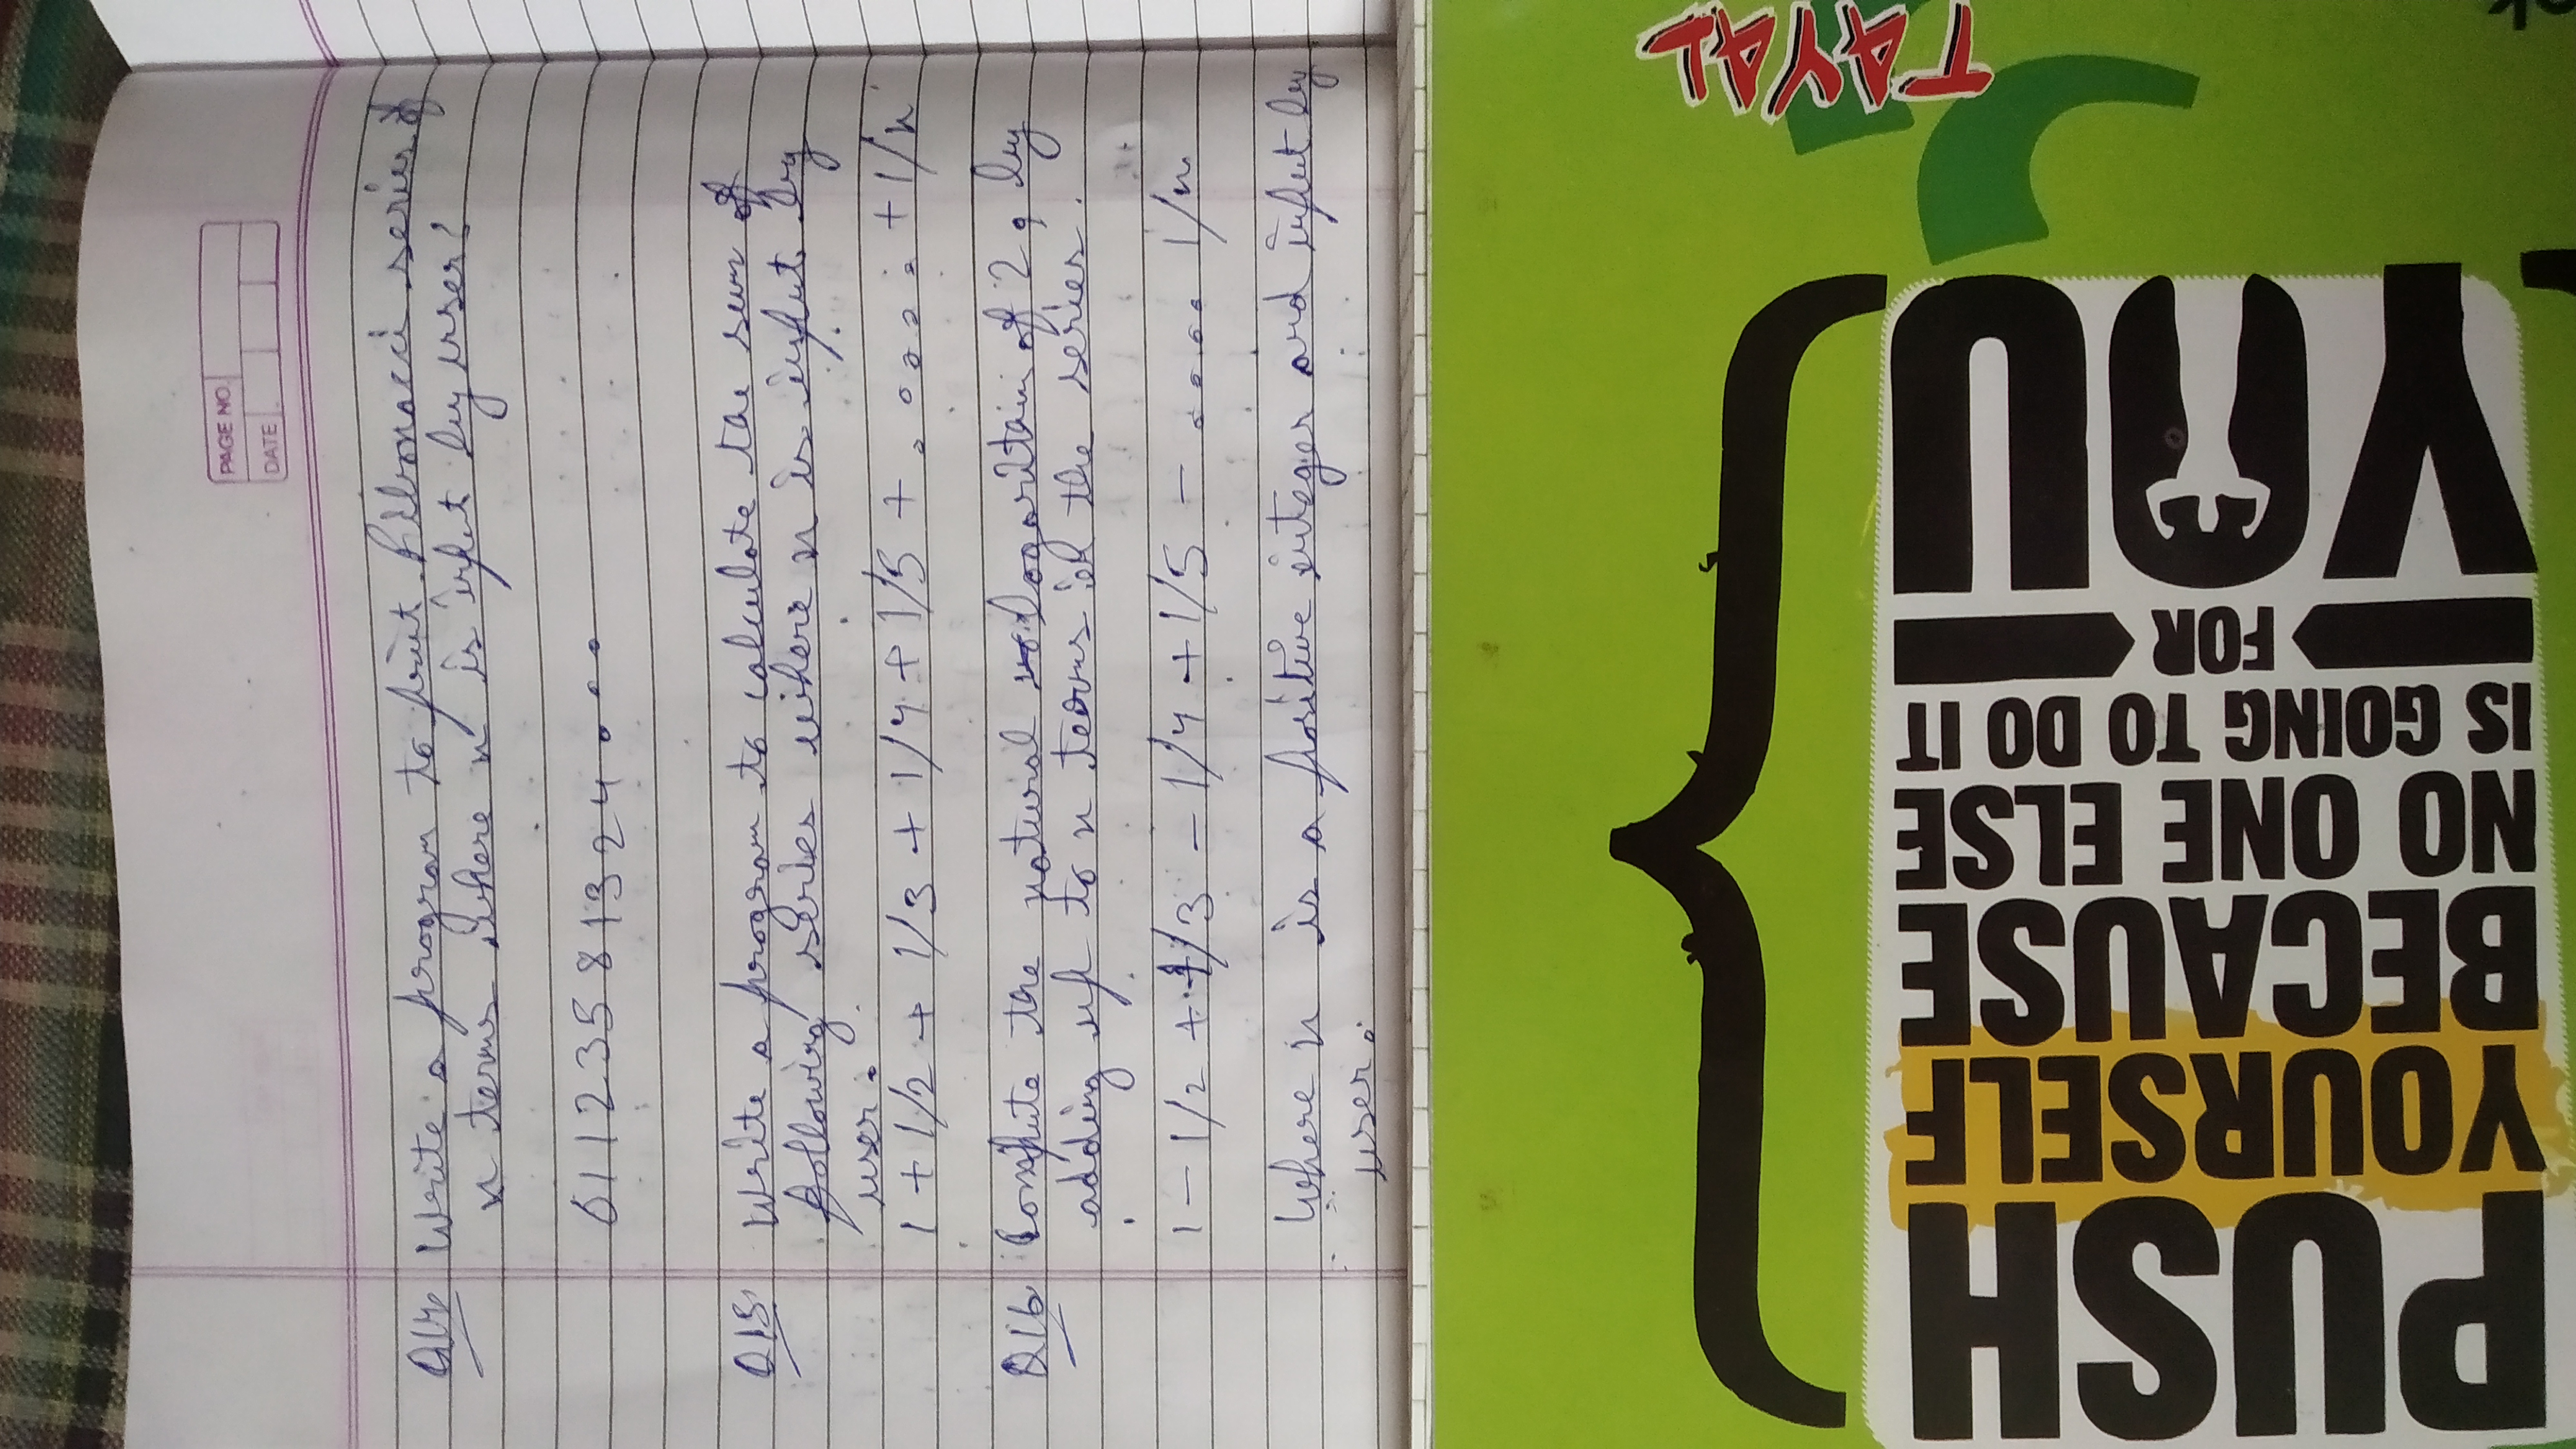 PAGE NO.
DATE
Q14 Write a program to print Fibonacci series of
n terms where n is input by user?
0 1 1 2 3 5 8 13 24 . . .
Q15 Write a program to calculate the sum of
following series where n is input by
user.
1 + 1/2 + 1/3 + 1/4 + 1/5 + . . . . . . + 1/n
Q16 Compute the natural logarithm of 2, by
adding up to n terms in the series.
1 - 1/2 + 1/3 - 1/4 + 1/5 - . . . . 1/n
Where n is a positive integer and input by
user.
PUSH
YOURSELF
BECAUSE
NO ONE ELSE
IS GOING TO DO IT
FOR
YOU
TAYAL